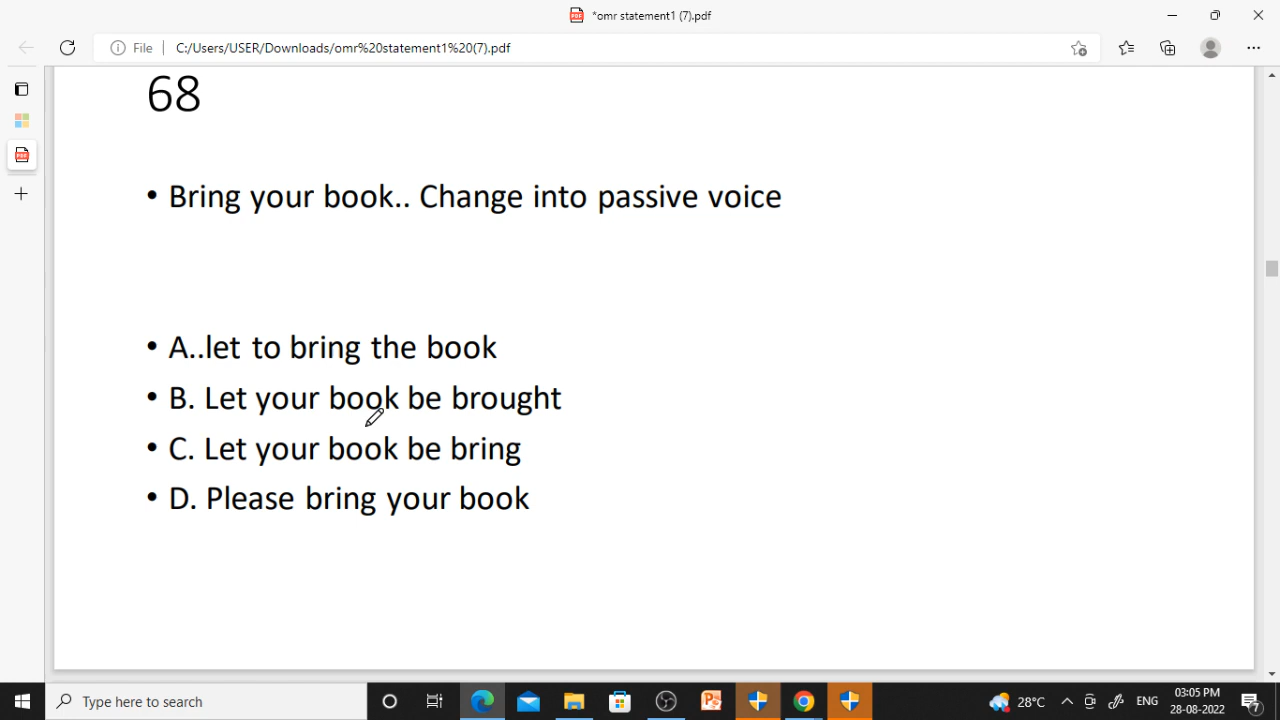 *omr statement1 (7).pdf
File
C:/Users/USER/Downloads/omr%20statement1%20(7).pdf
68
• Bring your book.. Change into passive voice
• A..let to bring the book
• B. Let your book be brought
• C. Let your book be bring
• D. Please bring your book
Type here to search
28°C
ENG
03:05 PM
28-08-2022
7